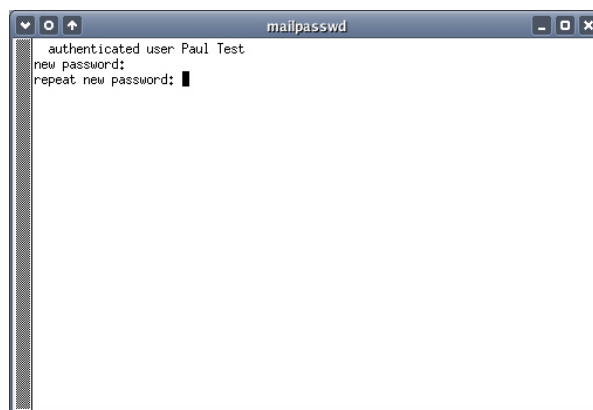 mailpasswd
authenticated user Paul Test
new password:
repeat new password: